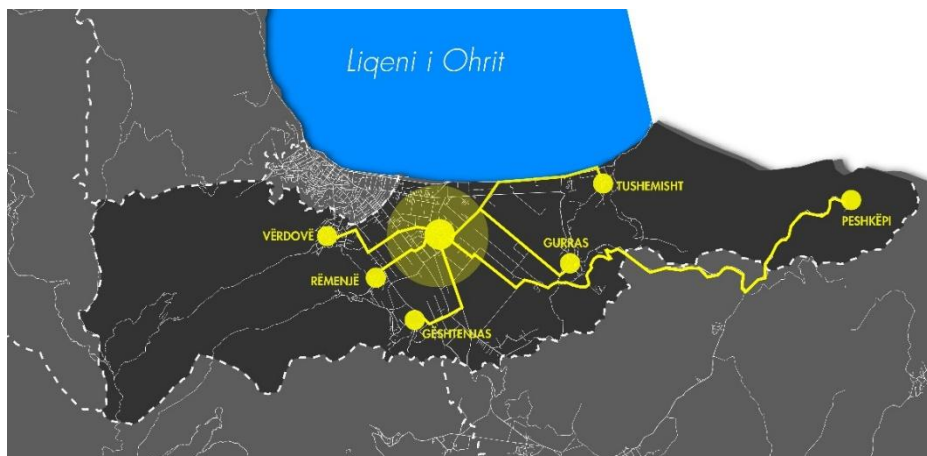 Liqeni i Ohrit
TUSHEMISHT
PESHKËPI
VËRDOVË
GURRAS
RËMENJË
GËSHTENJAS